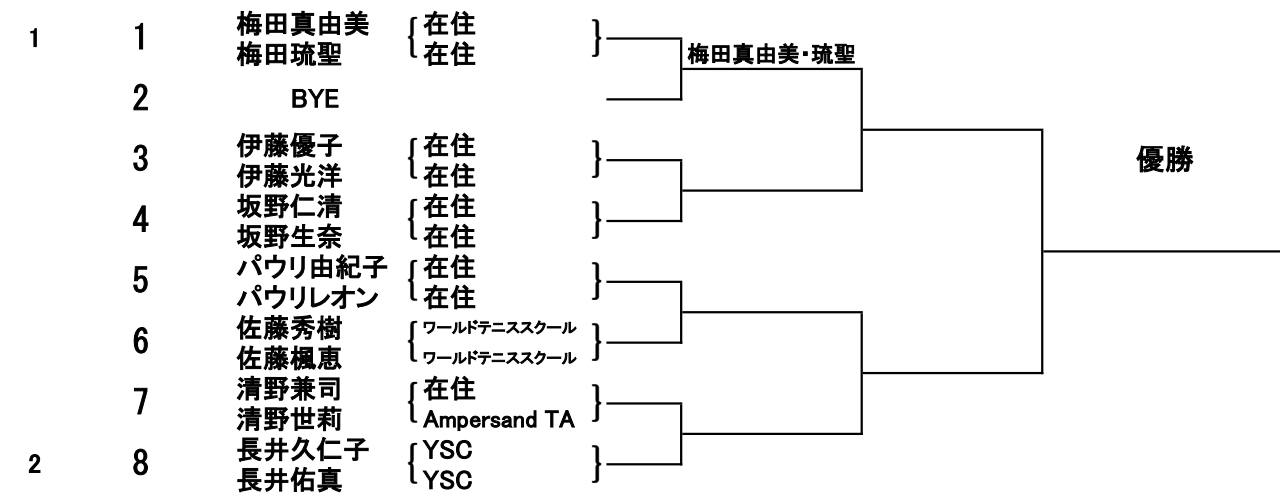 1 1 梅田真由美 在住
梅田琉聖 在住
梅田真由美・琉聖
2 BYE
3 伊藤優子 在住
伊藤光洋 在住
優勝
4 坂野仁清 在住
坂野生奈 在住
5 パウリ由紀子 在住
パウリレオン 在住
6 佐藤秀樹 ワールドテニススクール
佐藤楓恵 ワールドテニススクール
7 清野兼司 在住
清野世莉 Ampersand TA
2 8 長井久仁子 YSC
長井佑真 YSC